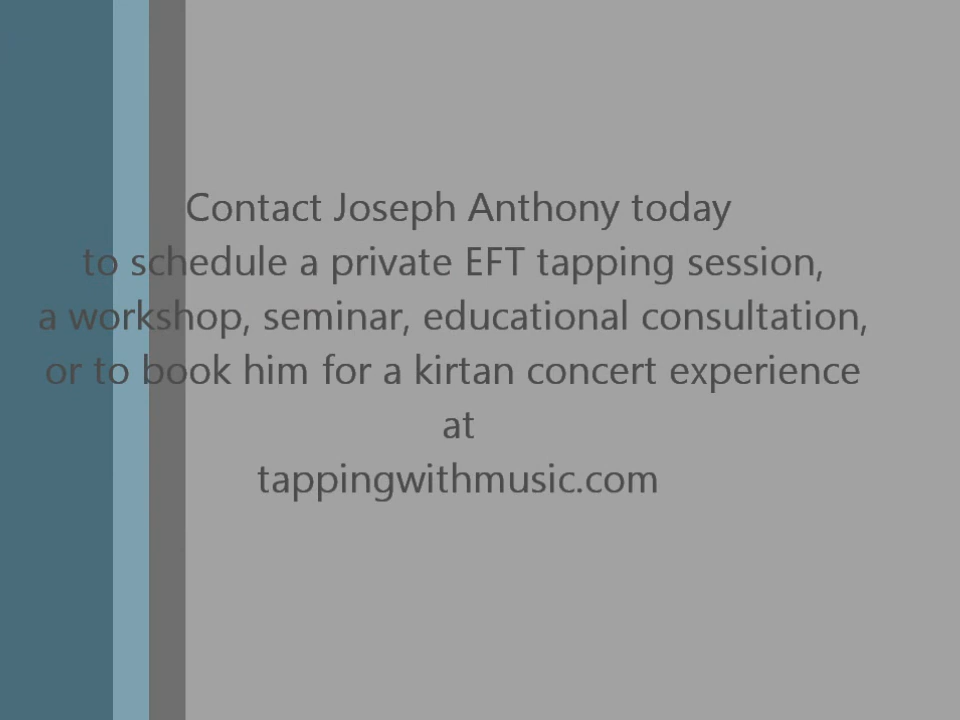 Contact Joseph Anthony today
to schedule a private EFT tapping session,
a workshop, seminar, educational consultation,
or to book him for a kirtan concert experience
at
tappingwithmusic.com